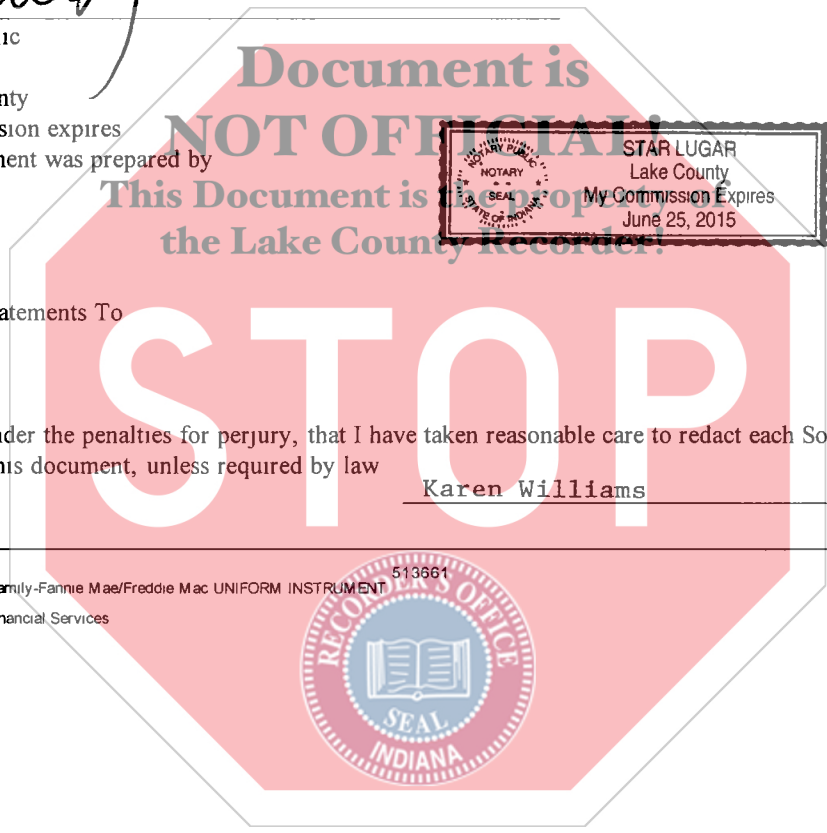 ic
Document is
nty
sion expires
NOT OFFICIAL!
ment was prepared by
This Document is the property of
the Lake County Recorder!
NOTARY PUBLIC
NOTARY
SEAL
STATE OF INDIANA
STAR LUGAR
Lake County
My Commission Expires
June 25, 2015
atements To
STOP
der the penalties for perjury, that I have taken reasonable care to redact each So
is document, unless required by law
Karen Williams
amily-Fannie Mae/Freddie Mac UNIFORM INSTRUMENT
513661
nancial Services
RECORDER'S OFFICE
SEAL
INDIANA